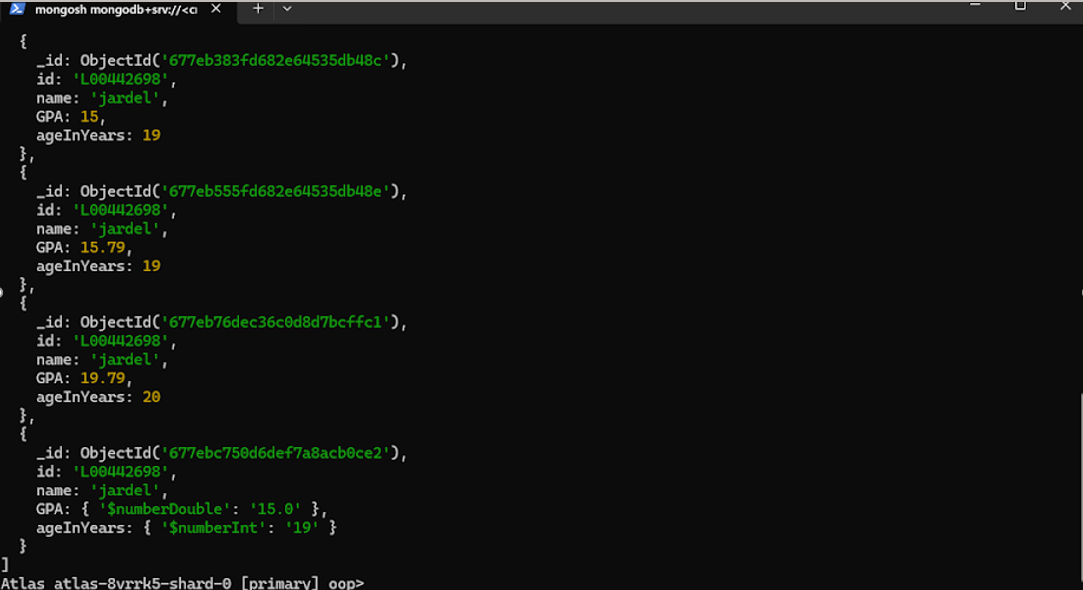 mongosh mongodb+srv://<cr
{
_id: ObjectId('677eb383fd682e64535db48c'),
id: 'L00442698',
name: 'jardel',
GPA: 15,
ageInYears: 19
},
{
_id: ObjectId('677eb555fd682e64535db48e'),
id: 'L00442698',
name: 'jardel',
GPA: 15.79,
ageInYears: 19
},
{
_id: ObjectId('677eb76dec36c0d8d7bcffc1'),
id: 'L00442698',
name: 'jardel',
GPA: 19.79,
ageInYears: 20
},
{
_id: ObjectId('677ebc750d6def7a8acb0ce2'),
id: 'L00442698',
name: 'jardel',
GPA: { '$numberDouble': '15.0' },
ageInYears: { '$numberInt': '19' }
}
]
Atlas atlas-8vrrk5-shard-0 [primary] oop>